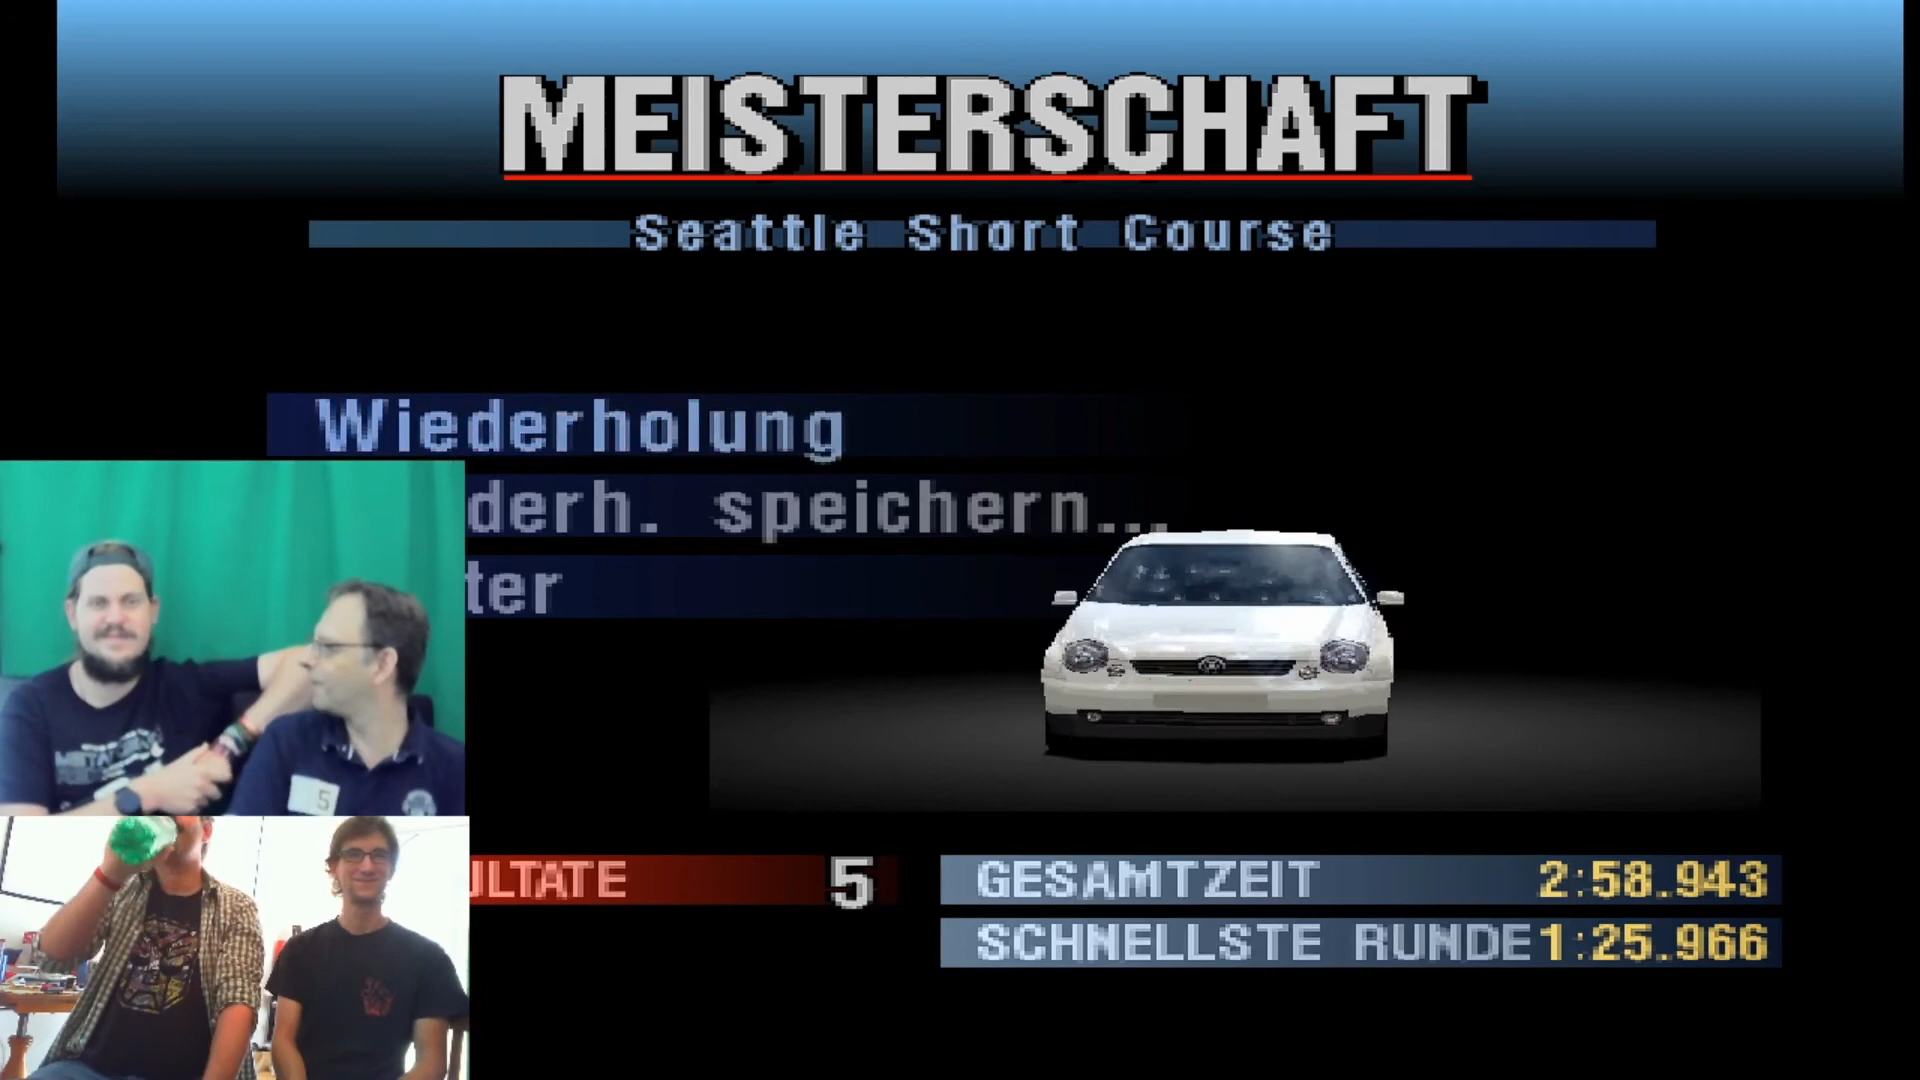 MEISTERSCHAFT
Seattle Short Course
Wiederholung
derh. speichern...
ter
ULTATE 5
GESAMTZEIT 2:58.943
SCHNELLSTE RUNDE 1:25.966
5